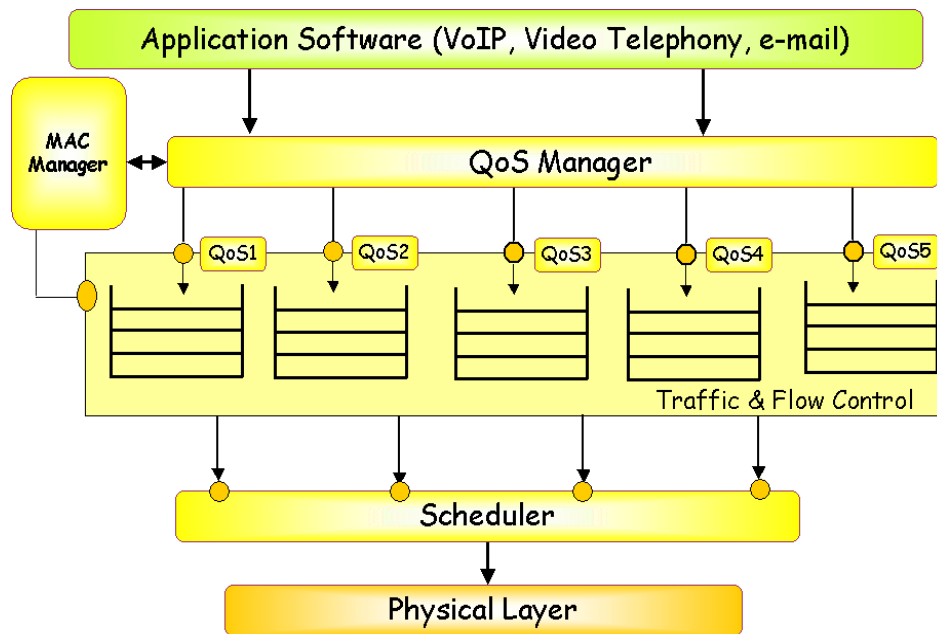 Application Software (VoIP, Video Telephony, e-mail)
MAC
Manager
QoS Manager
QoS1
QoS2
QoS3
QoS4
QoS5
Traffic & Flow Control
Scheduler
Physical Layer